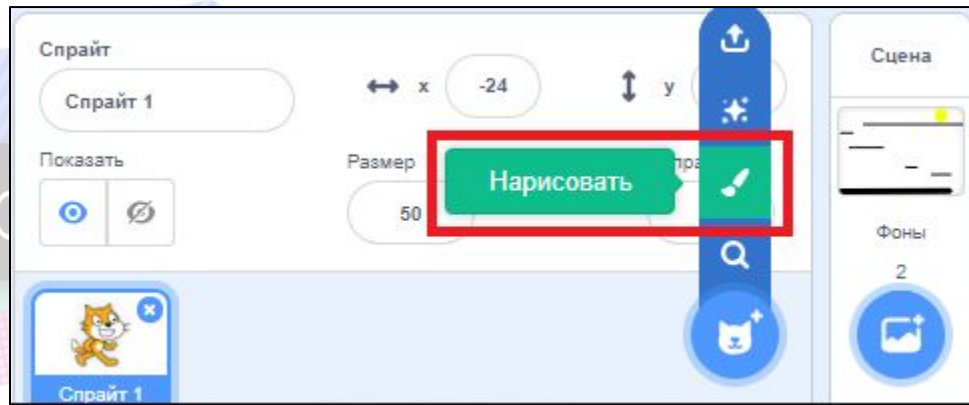 Спрайт
Сцена
Спрайт 1
x
-24
y
Показать
Размер
Нарисовать
50
Фоны
2
Спрайт 1